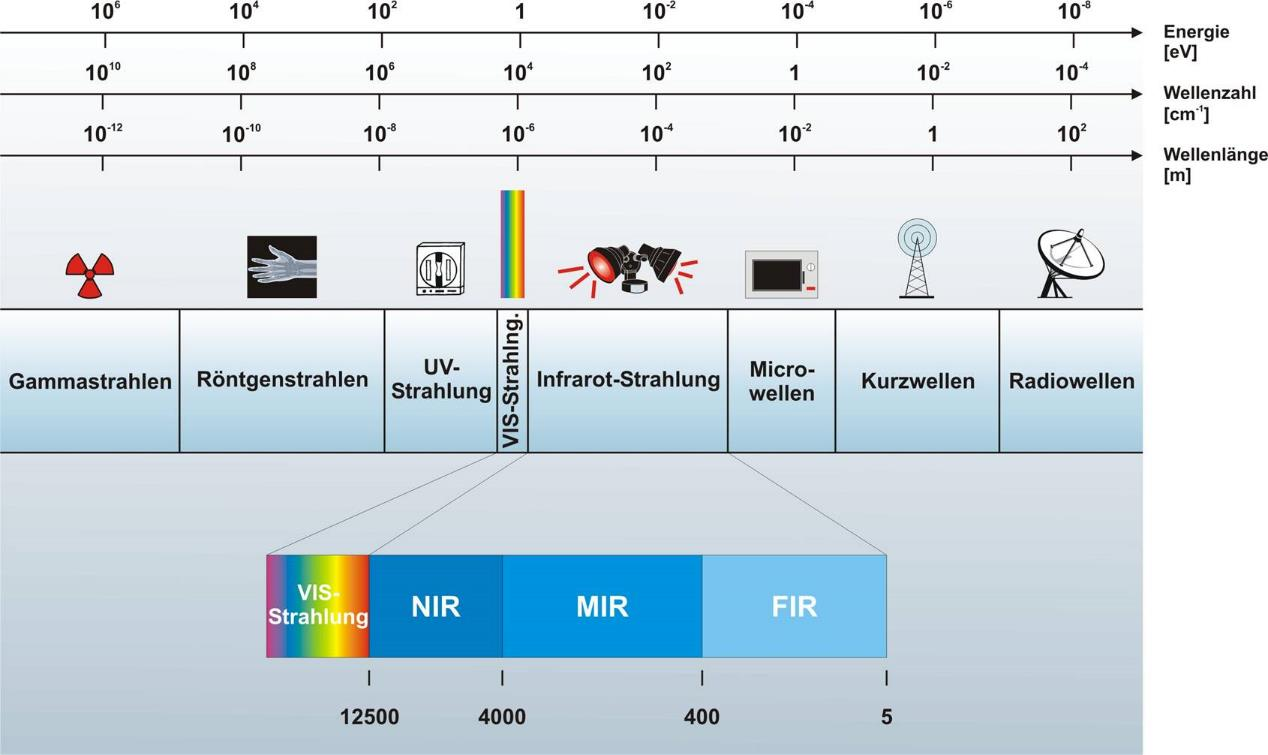 10⁶ 10⁴ 10² 1 10⁻² 10⁻⁴ 10⁻⁶ 10⁻⁸
Energie
[eV]
10¹⁰ 10⁸ 10⁶ 10⁴ 10² 1 10⁻² 10⁻⁴
Wellenzahl
[cm⁻¹]
10⁻¹² 10⁻¹⁰ 10⁻⁸ 10⁻⁶ 10⁻⁴ 10⁻² 1 10²
Wellenlänge
[m]
Gammastrahlen
Röntgenstrahlen
UV-
Strahlung
VIS-Strahlng.
Infrarot-Strahlung
Micro-
wellen
Kurzwellen
Radiowellen
VIS-
Strahlung
NIR
MIR
FIR
12500 4000 400 5